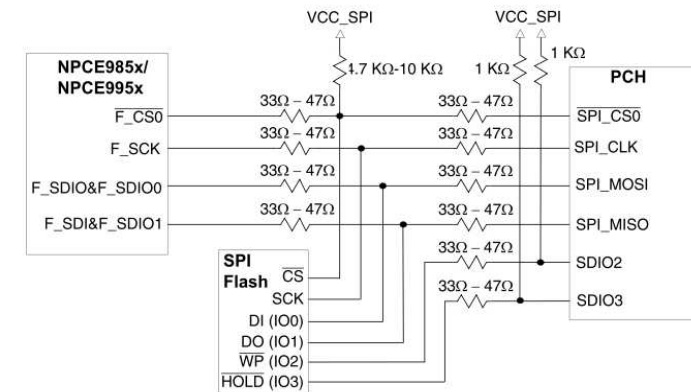 VCC_SPI
VCC_SPI
4.7 KΩ-10 KΩ
1 KΩ
1 KΩ
NPCE985x/
NPCE995x
PCH
F_CS0
33Ω – 47Ω
33Ω – 47Ω
SPI_CS0
F_SCK
33Ω – 47Ω
33Ω – 47Ω
SPI_CLK
F_SDIO&F_SDIO0
33Ω – 47Ω
33Ω – 47Ω
SPI_MOSI
F_SDI&F_SDIO1
33Ω – 47Ω
33Ω – 47Ω
SPI_MISO
33Ω – 47Ω
SDIO2
33Ω – 47Ω
SDIO3
SPI
Flash
CS
SCK
DI (IO0)
DO (IO1)
WP (IO2)
HOLD (IO3)